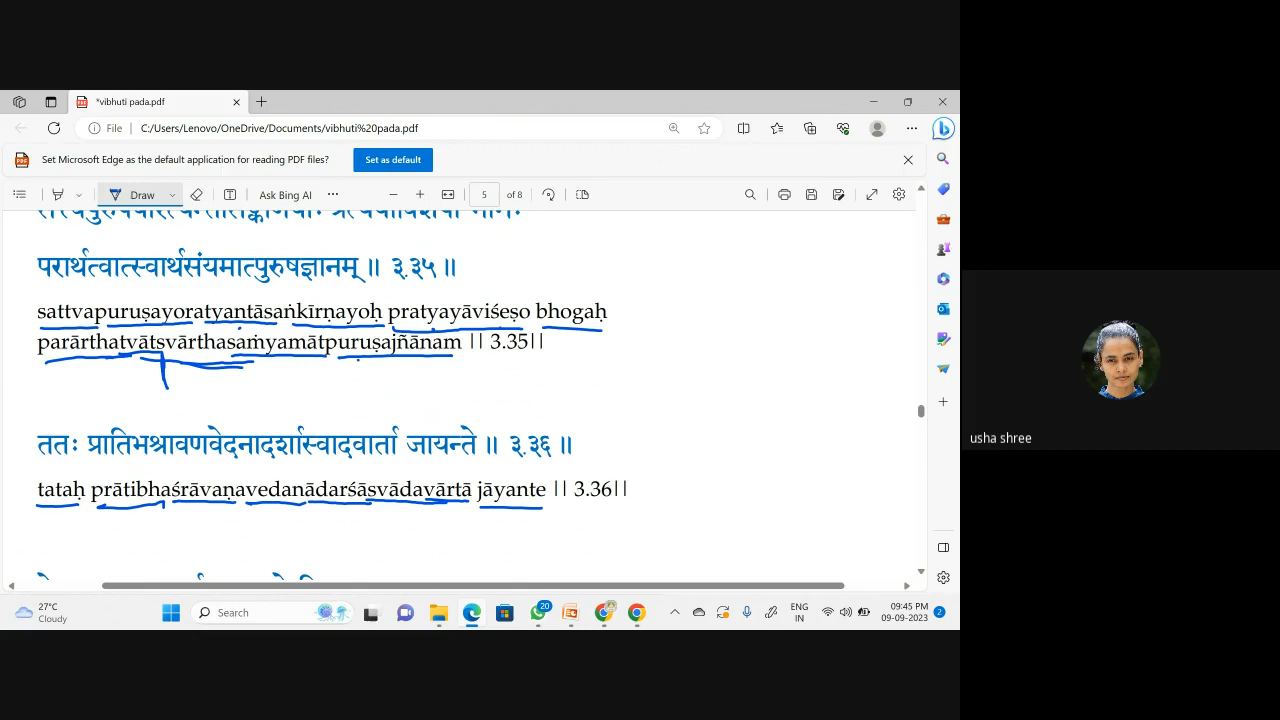 *vibhuti pada.pdf
File C:/Users/Lenovo/OneDrive/Documents/vibhuti%20pada.pdf
Set Microsoft Edge as the default application for reading PDF files? Set as default
Draw Ask Bing AI 5 of 8
परार्थत्वात्स्वार्थसंयमात्पुरुषज्ञानम् ॥ ३.३५ ॥
sattvapuruṣayoratyantāsaṅkīrṇayoḥ pratyayāviśeṣo bhogaḥ
parārthatvātsvārthasaṁyamātpuruṣajñānam || 3.35||
ततः प्रातिभश्रावणवेदनादर्शास्वादवार्ता जायन्ते ॥ ३.३६ ॥
tataḥ prātibhaśrāvaṇavedanādarśāsvādavārtā jāyante || 3.36||
usha shree
27°C
Cloudy
Search
20
ENG
IN
09:45 PM
09-09-2023
2